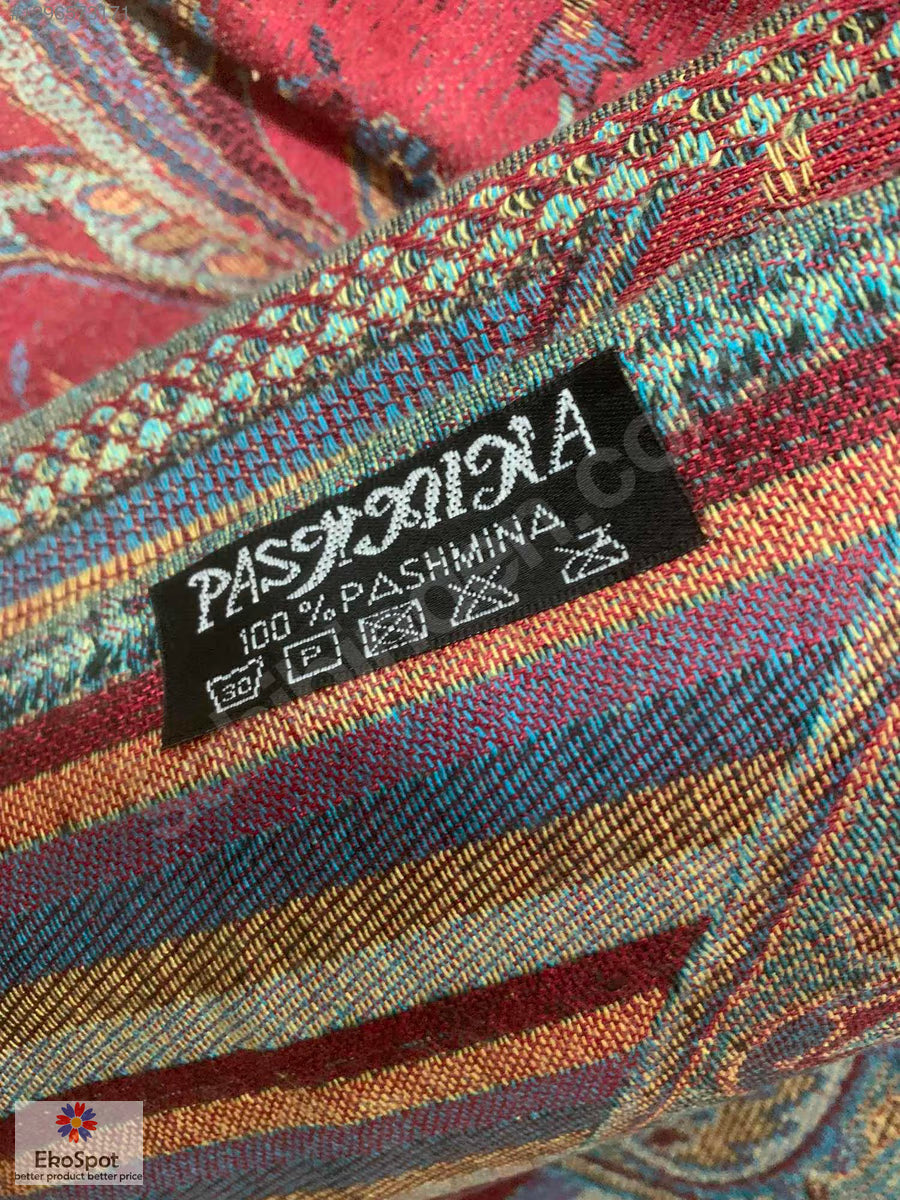 PASHMINA
100 % PASHMINA
30 P
EkoSpot
better product better price